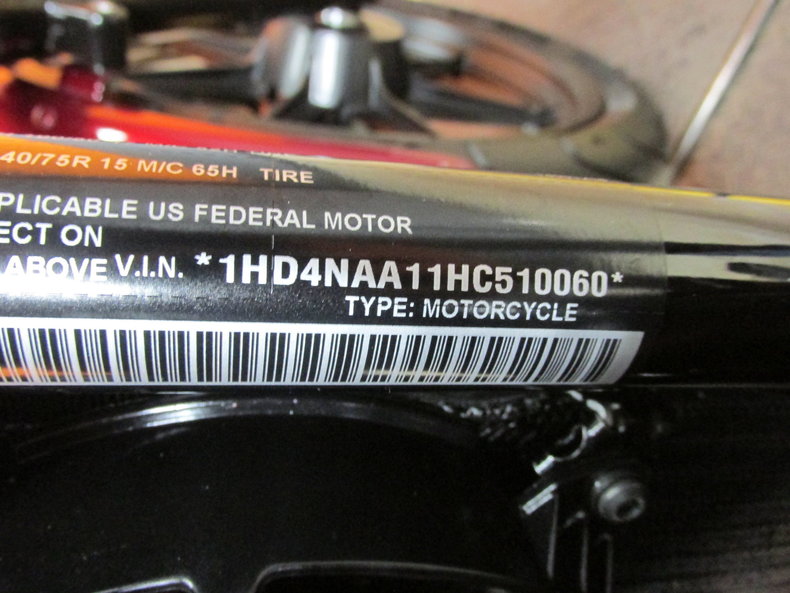 40/75R 15 M/C 65H TIRE
PLICABLE US FEDERAL MOTOR
ECT ON
ABOVE V.I.N. *1HD4NAA11HC510060*
TYPE: MOTORCYCLE